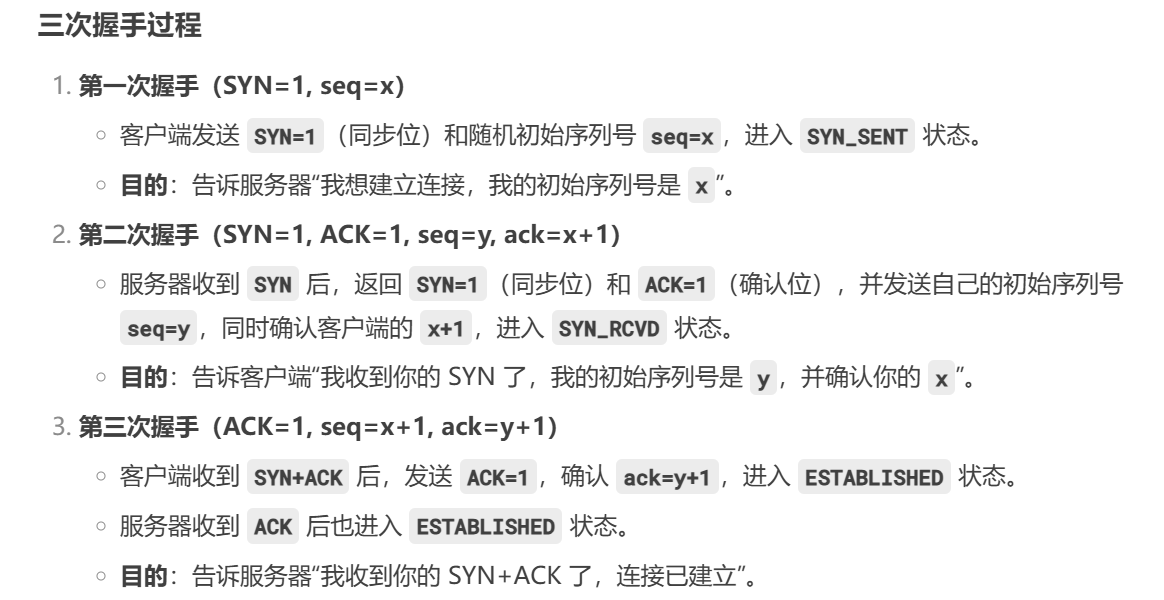 三次握手过程
1. 第一次握手（SYN=1, seq=x）
客户端发送 SYN=1 （同步位）和随机初始序列号 seq=x ，进入 SYN_SENT 状态。
目的：告诉服务器“我想建立连接，我的初始序列号是 x ”。
2. 第二次握手（SYN=1, ACK=1, seq=y, ack=x+1）
服务器收到 SYN 后，返回 SYN=1 （同步位）和 ACK=1 （确认位），并发送自己的初始序列号
seq=y ，同时确认客户端的 x+1 ，进入 SYN_RCVD 状态。
目的：告诉客户端“我收到你的 SYN 了，我的初始序列号是 y ，并确认你的 x ”。
3. 第三次握手（ACK=1, seq=x+1, ack=y+1）
客户端收到 SYN+ACK 后，发送 ACK=1 ，确认 ack=y+1 ，进入 ESTABLISHED 状态。
服务器收到 ACK 后也进入 ESTABLISHED 状态。
目的：告诉服务器“我收到你的 SYN+ACK 了，连接已建立”。